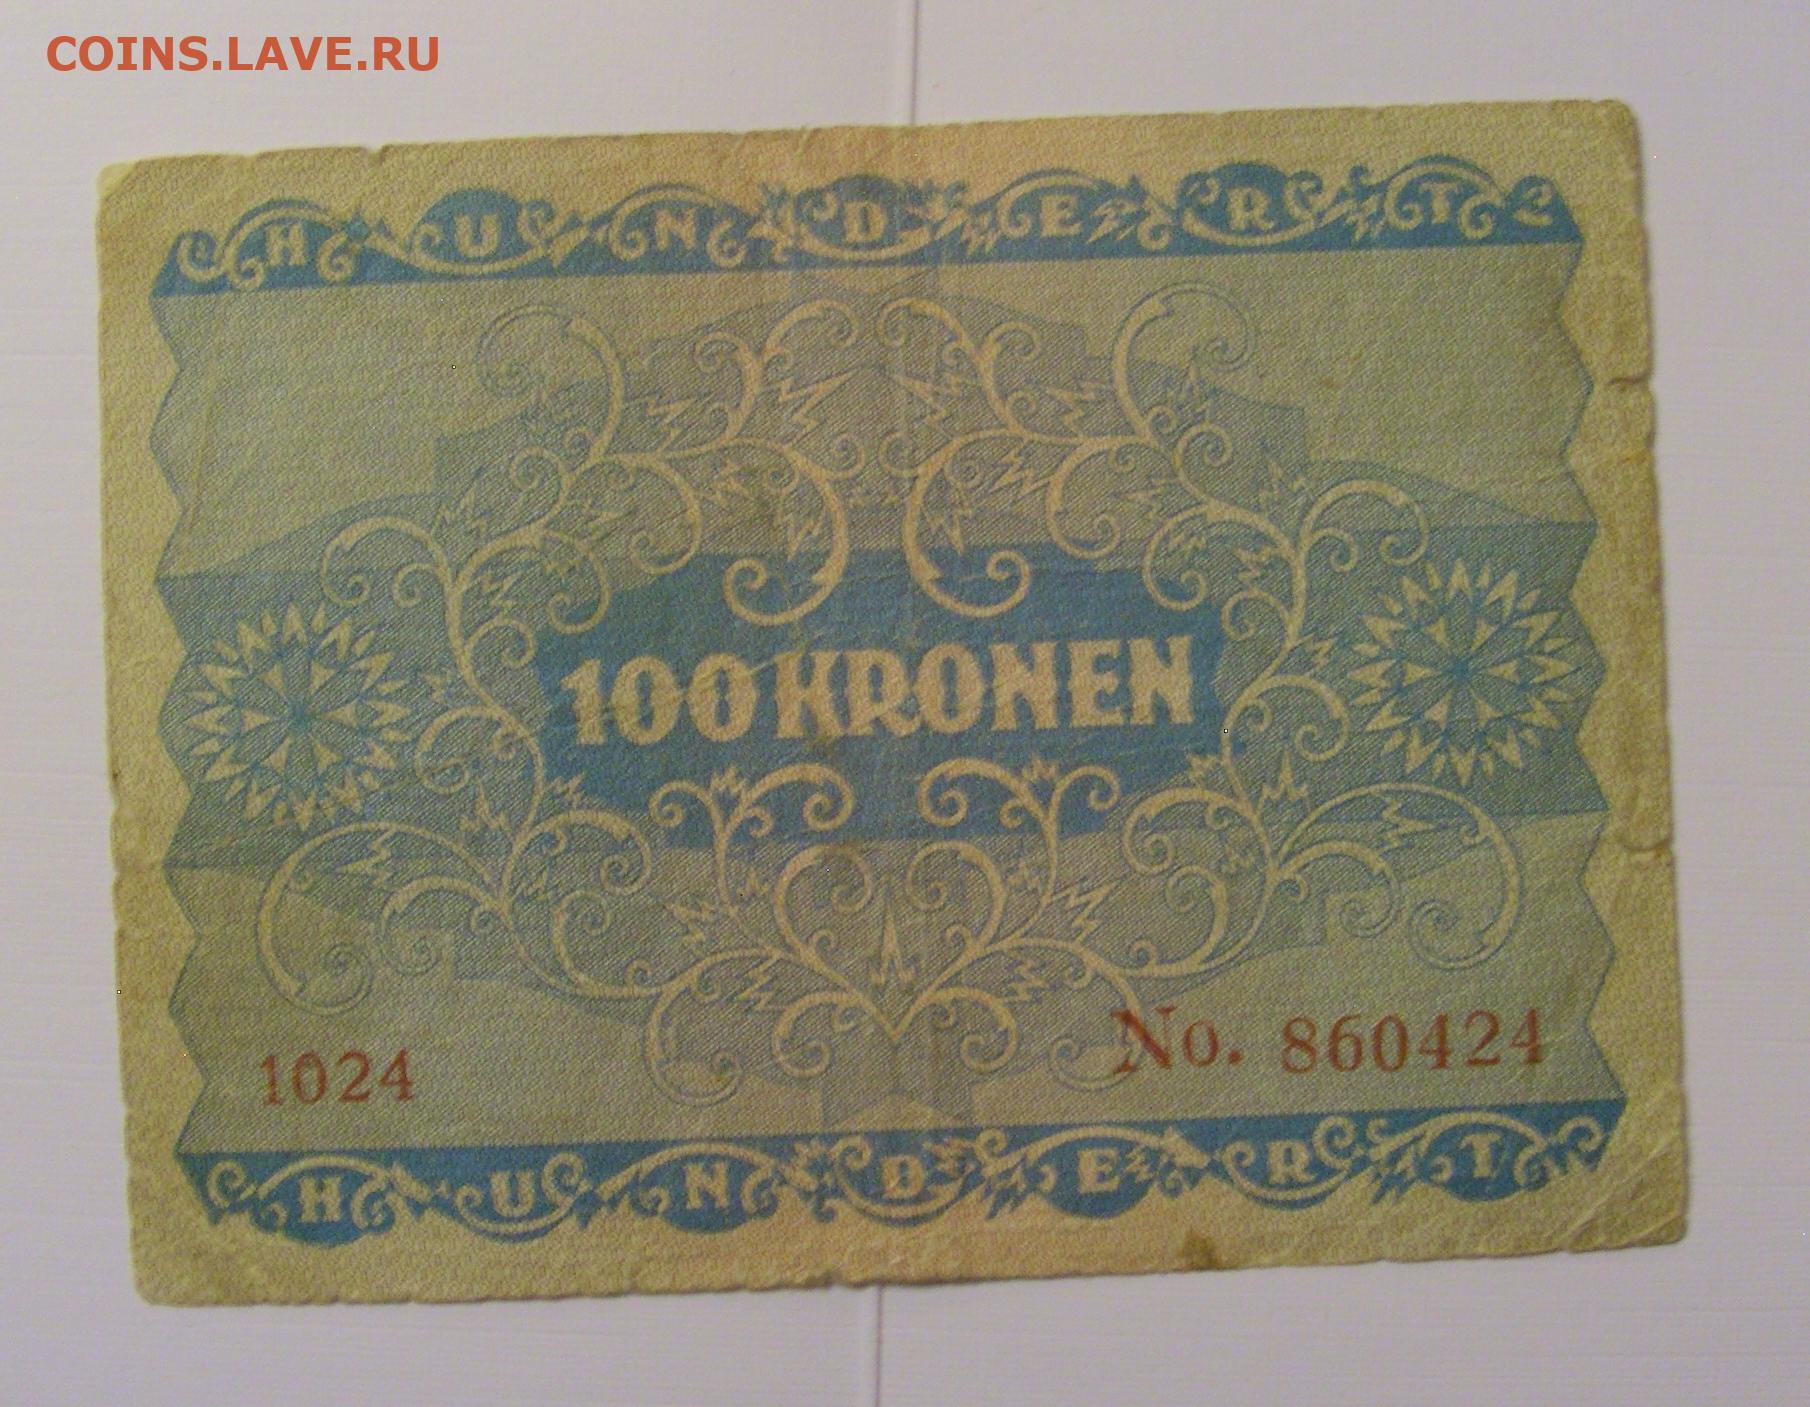 COINS.LAVE.RU
HUNDERT
100 KRONEN
1024 No. 860424
HUNDERT